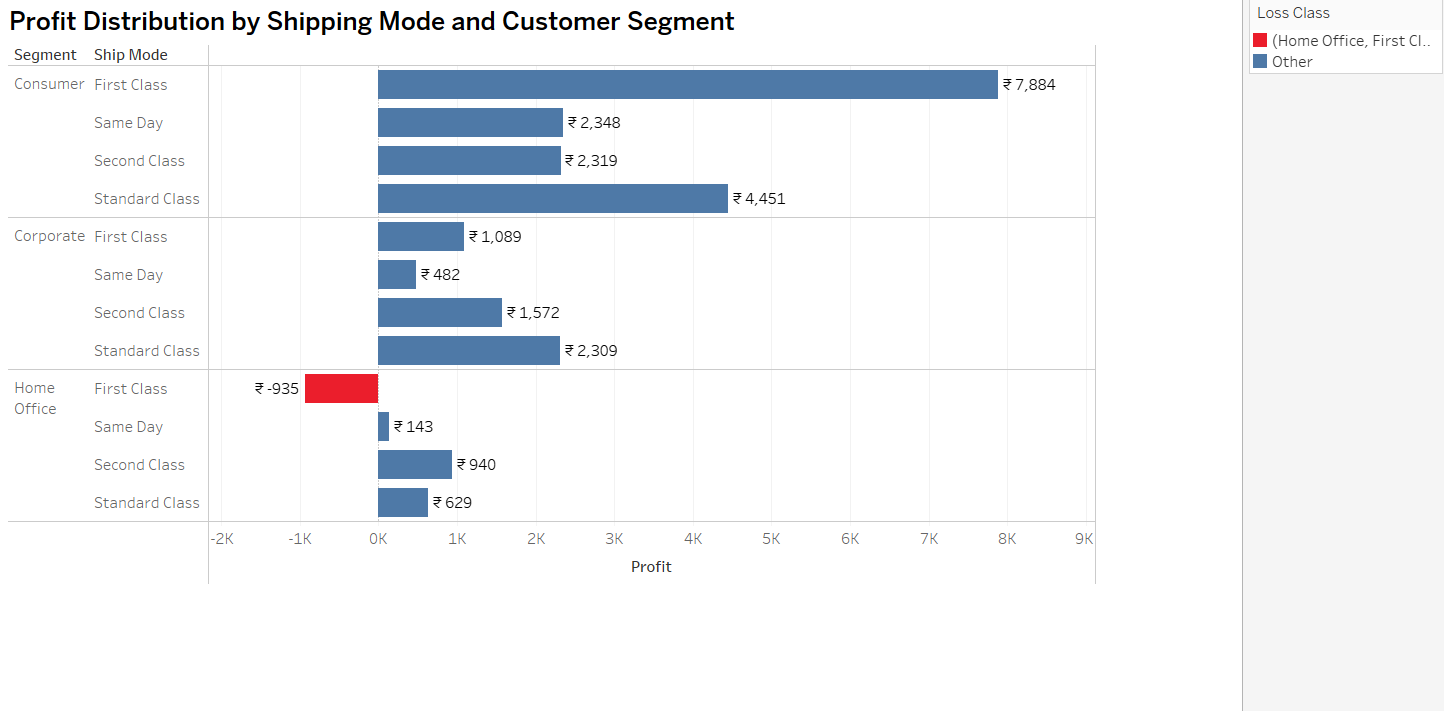 Profit Distribution by Shipping Mode and Customer Segment
Segment Ship Mode
Consumer First Class ₹ 7,884
Same Day ₹ 2,348
Second Class ₹ 2,319
Standard Class ₹ 4,451
Corporate First Class ₹ 1,089
Same Day ₹ 482
Second Class ₹ 1,572
Standard Class ₹ 2,309
Home Office First Class ₹ -935
Same Day ₹ 143
Second Class ₹ 940
Standard Class ₹ 629
-2K -1K 0K 1K 2K 3K 4K 5K 6K 7K 8K 9K
Profit
Loss Class
(Home Office, First Cl..
Other